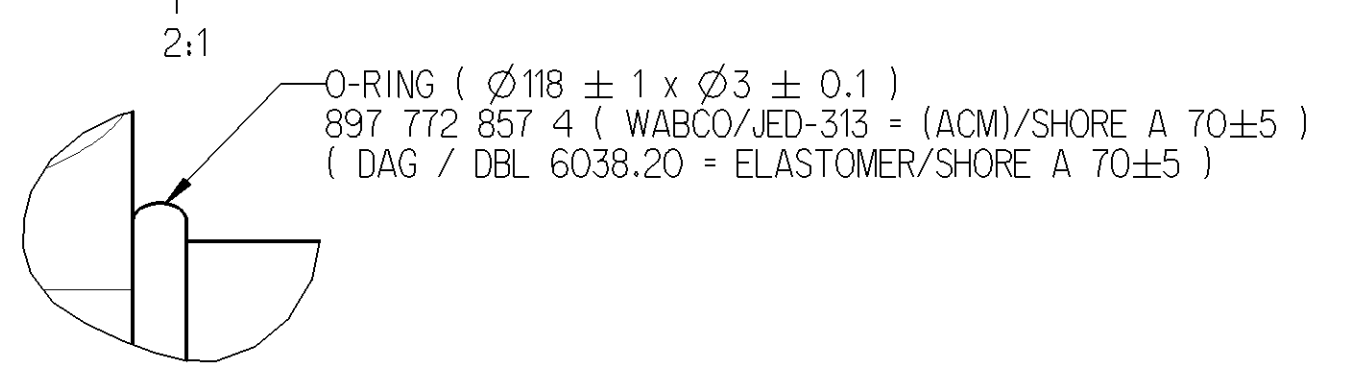 2:1
O-RING ( Ø118 ± 1 x Ø3 ± 0.1 )
897 772 857 4 ( WABCO/JED-313 = (ACM)/SHORE A 70±5 )
( DAG / DBL 6038.20 = ELASTOMER/SHORE A 70±5 )